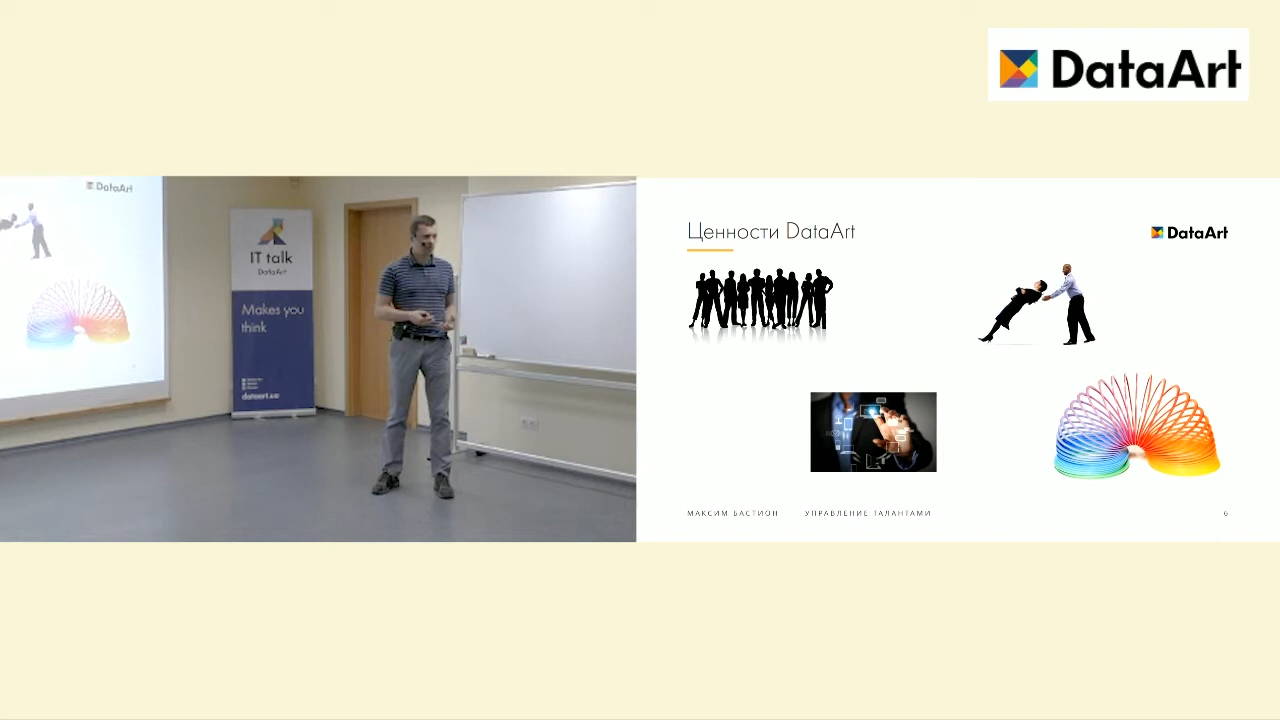 DataArt
DataArt
IT talk
DataArt
Makes you
think
dataart.ua
Ценности DataArt
DataArt
МАКСИМ БАСТИОН УПРАВЛЕНИЕ ТАЛАНТАМИ
6